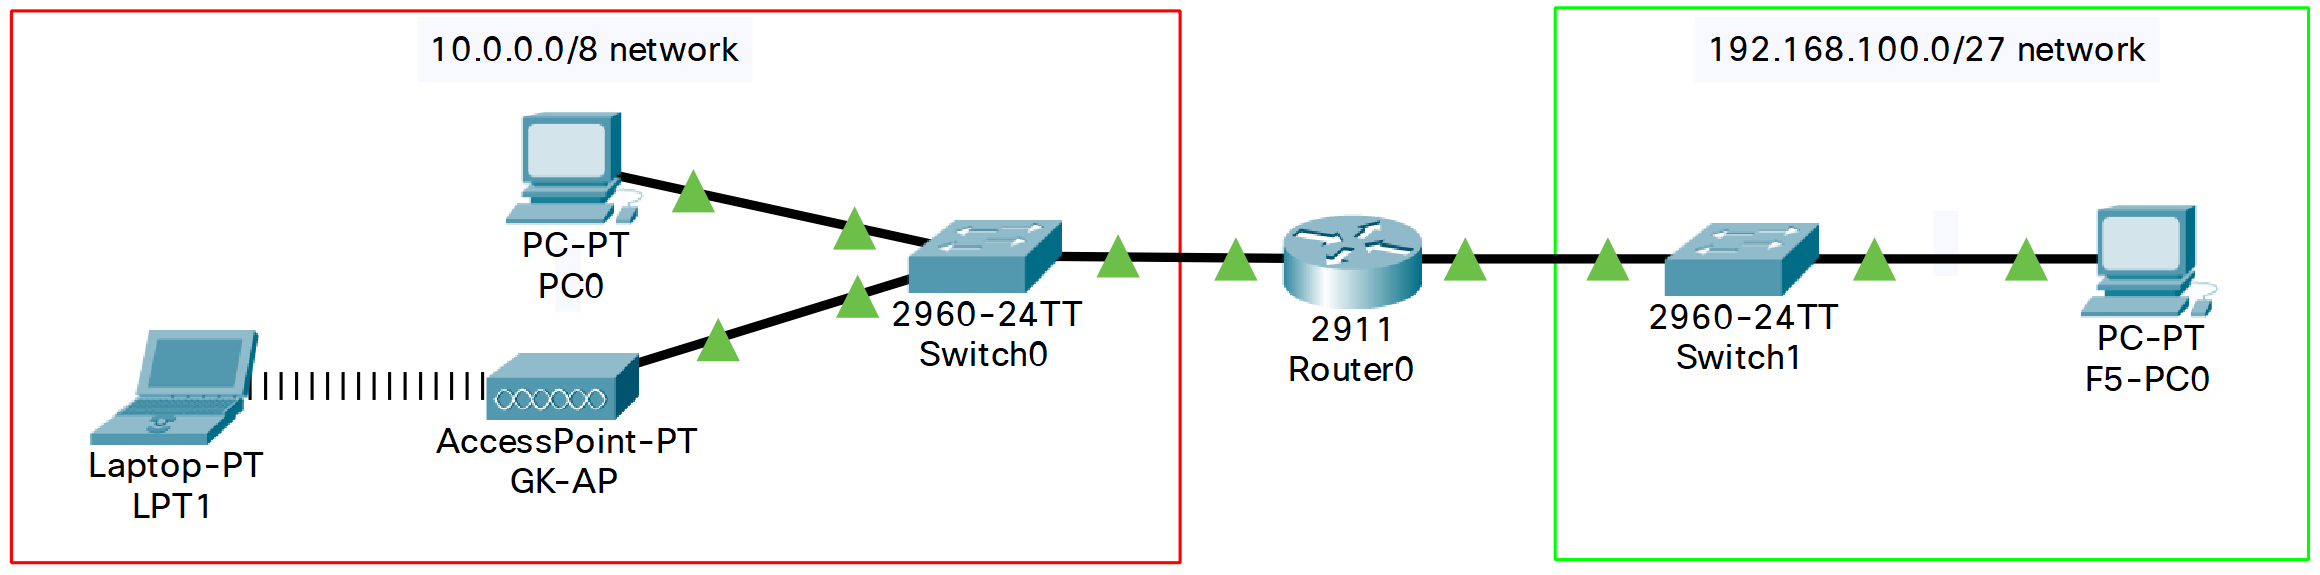 10.0.0.0/8 network
192.168.100.0/27 network
PC-PT
PC0
2960-24TT
Switch0
2911
Router0
2960-24TT
Switch1
PC-PT
F5-PC0
AccessPoint-PT
GK-AP
Laptop-PT
LPT1